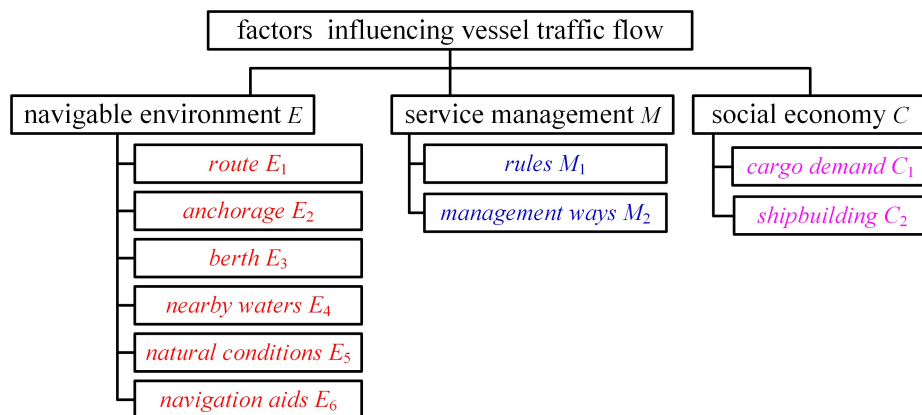 factors influencing vessel traffic flow
navigable environment E
route E₁
anchorage E₂
berth E₃
nearby waters E₄
natural conditions E₅
navigation aids E₆
service management M
rules M₁
management ways M₂
social economy C
cargo demand C₁
shipbuilding C₂